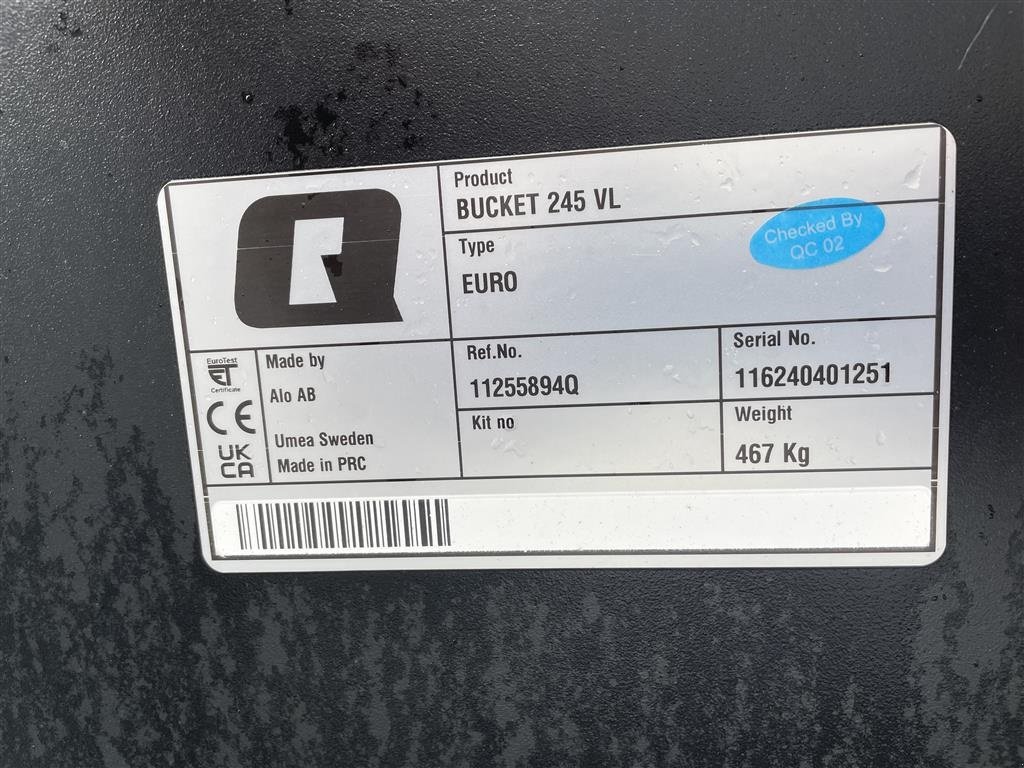 Product
BUCKET 245 VL
Type
EURO
Checked By
QC 02
EuroTest
ET
Certificate
CE
UK
CA
Made by
Alo AB
Umea Sweden
Made in PRC
Ref.No.
11255894Q
Serial No.
116240401251
Kit no
Weight
467 Kg